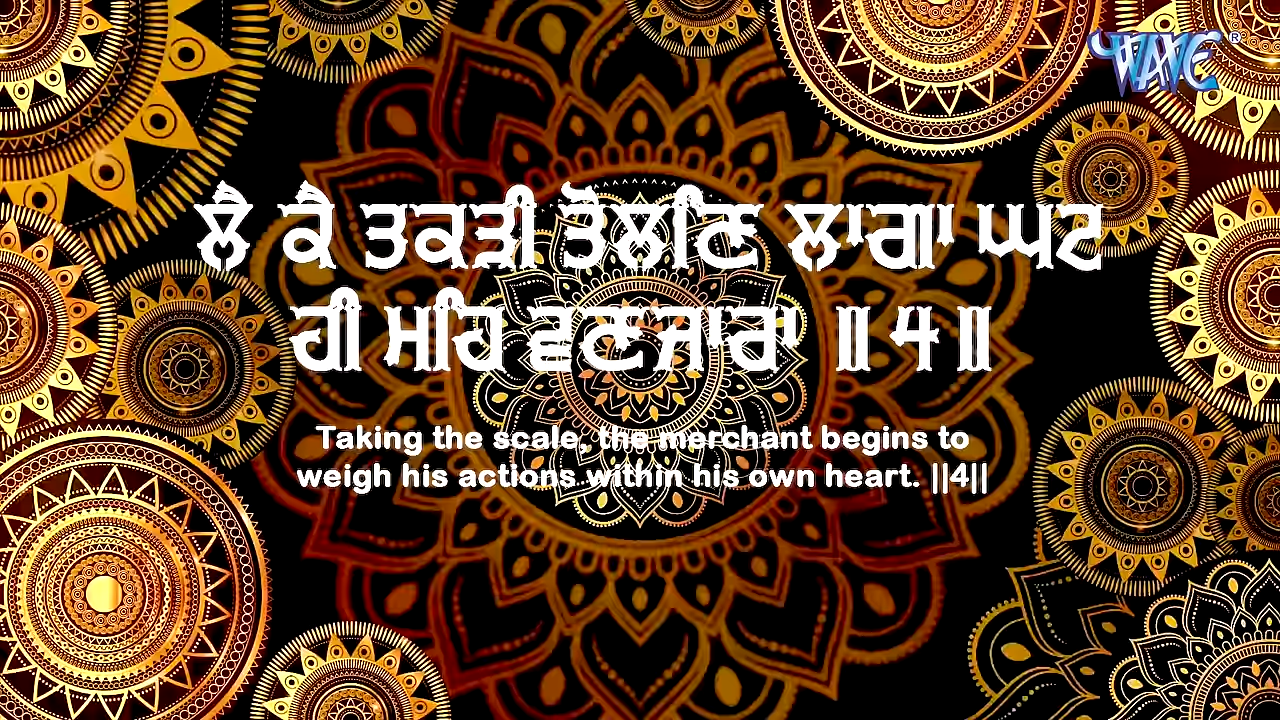 WAVE®
ਲੈ ਕੈ ਤਕੜੀ ਤੋਲਣਿ ਲਾਗਾ ਘਟ
ਹੀ ਮਹਿ ਵਣਜਾਰਾ ॥੪॥
Taking the scale, the merchant begins to
weigh his actions within his own heart. ||4||